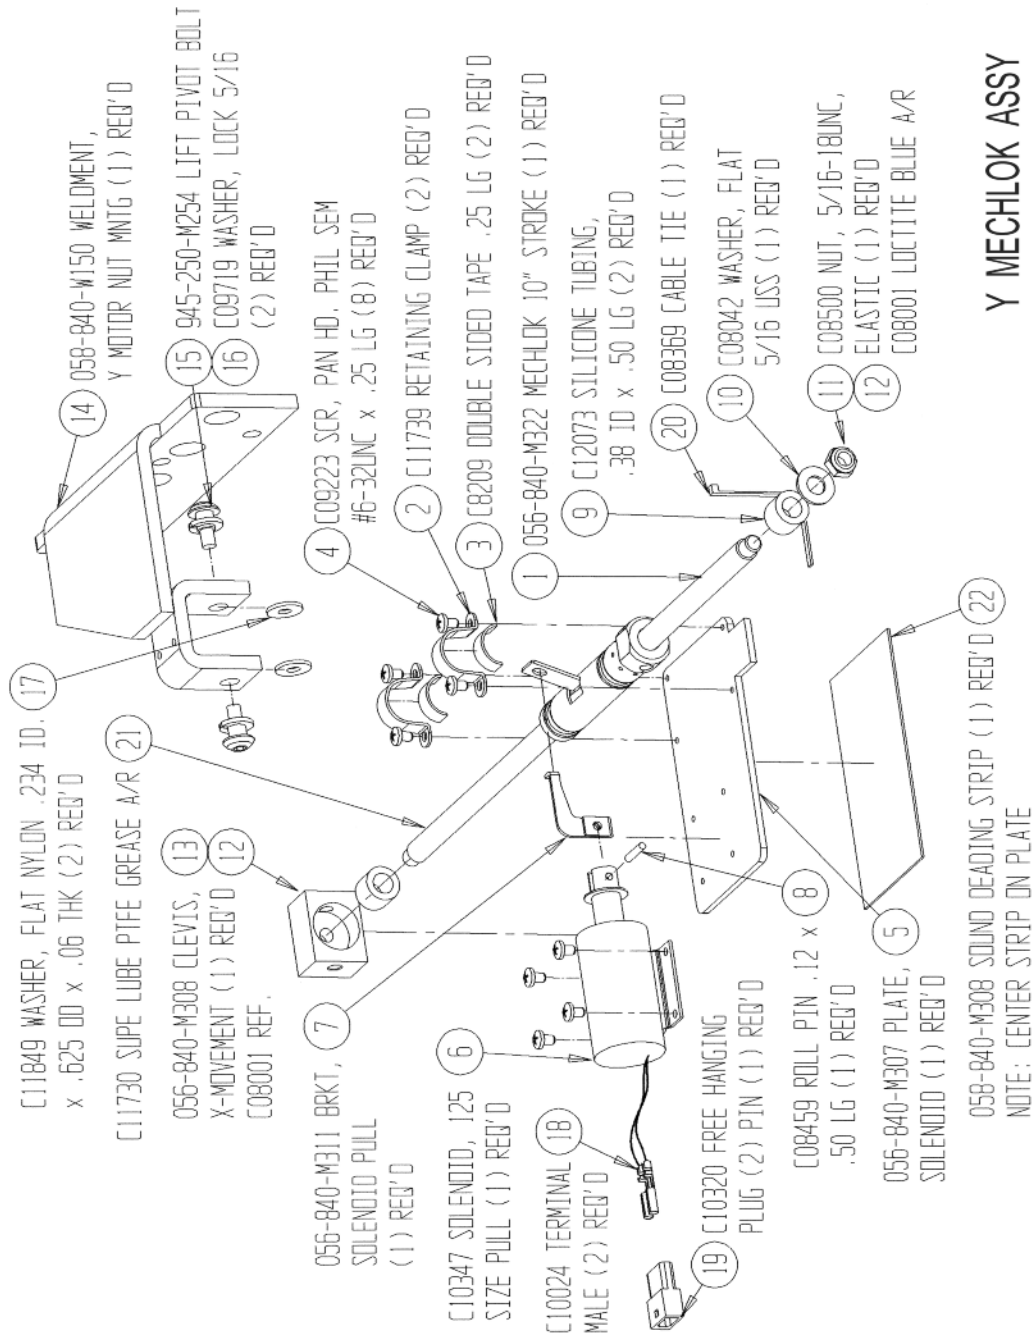 C11849 WASHER, FLAT NYLON .234 ID. 17
x .625 OD x .06 THK (2) REQ'D
C11730 SUPE LUBE PTFE GREASE A/R 21
056-840-M308 CLEVIS, 13
X-MOVEMENT (1) REQ'D 12
C08001 REF.
056-840-M311 BRKT, 7
SOLENOID PULL
(1) REQ'D
C10347 SOLENOID, 125 6
SIZE PULL (1) REQ'D
C10024 TERMINAL 18
MALE (2) REQ'D
19 C10320 FREE HANGING
PLUG (2) PIN (1) REQ'D
C08459 ROLL PIN .12 x 8
.50 LG (1) REQ'D
056-840-M307 PLATE, 5
SOLENOID (1) REQ'D
058-840-M308 SOUND DEADING STRIP (1) REQ'D 22
NOTE: CENTER STRIP ON PLATE
14 058-840-W150 WELDMENT,
Y MOTOR NUT MNTG (1) REQ'D
15 945-250-M254 LIFT PIVOT BOLT
16 C09719 WASHER, LOCK 5/16
(2) REQ'D
4 C09223 SCR, PAN HD, PHIL SEM
#6-32UNC x .25 LG (8) REQ'D
2 C11739 RETAINING CLAMP (2) REQ'D
3 C8209 DOUBLE SIDED TAPE .25 LG (2) REQ'D
1 056-840-M322 MECHLOK 10" STROKE (1) REQ'D
9 C12073 SILICONE TUBING,
.38 ID x .50 LG (2) REQ'D
20 C08369 CABLE TIE (1) REQ'D
10 C08042 WASHER, FLAT
5/16 USS (1) REQ'D
11 C08500 NUT, 5/16-18UNC,
12 ELASTIC (1) REQ'D
C08001 LOCTITE BLUE A/R
Y MECHLOK ASSY